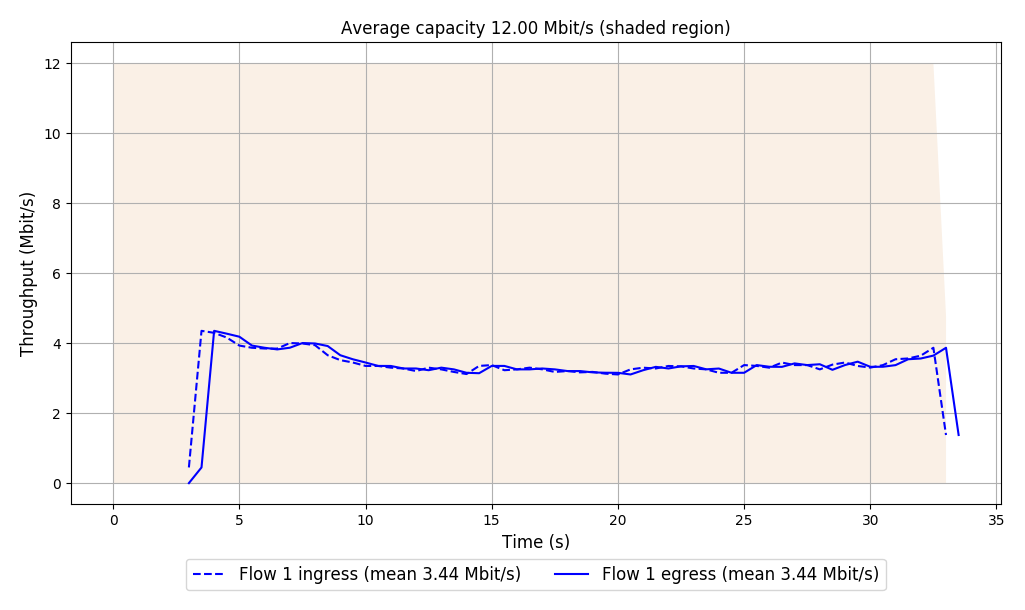 Average capacity 12.00 Mbit/s (shaded region)
12
10
8
6
4
2
0
Throughput (Mbit/s)
0 5 10 15 20 25 30 35
Time (s)
Flow 1 ingress (mean 3.44 Mbit/s) Flow 1 egress (mean 3.44 Mbit/s)